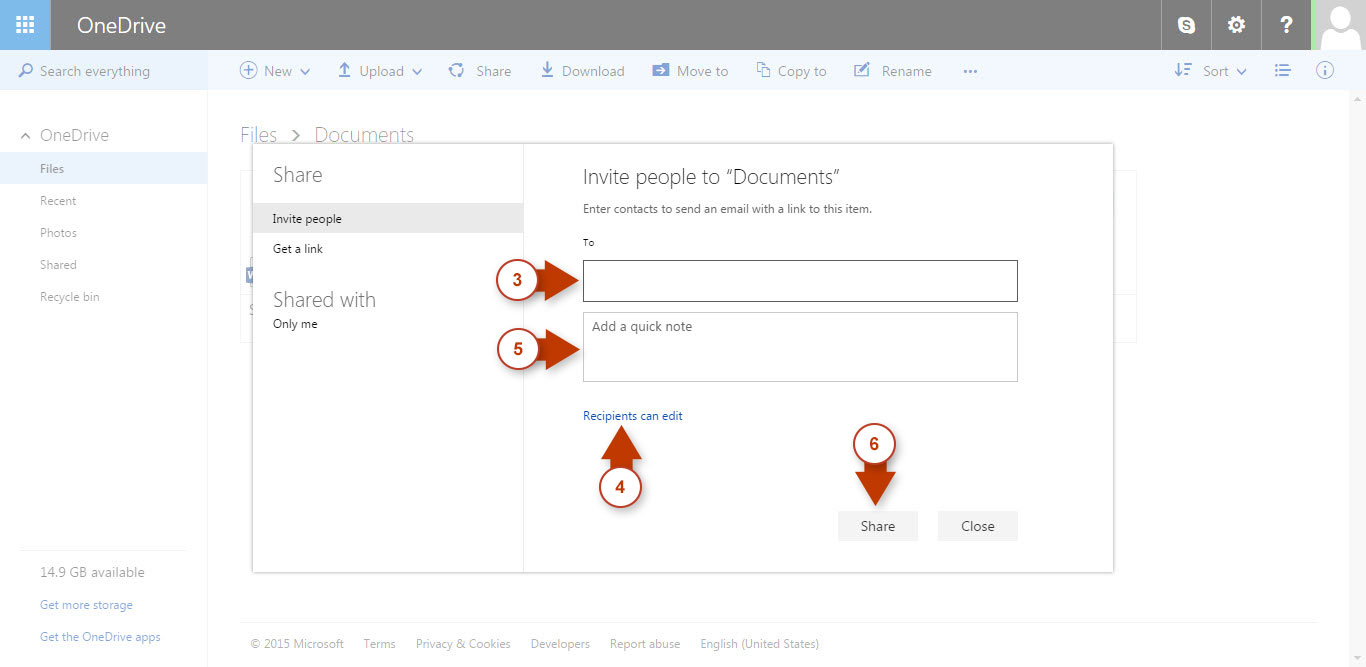 OneDrive
?
Search everything
New
Upload
Share
Download
Move to
Copy to
Rename
...
Sort
OneDrive
Files
Recent
Photos
Shared
Recycle bin
14.9 GB available
Get more storage
Get the OneDrive apps
Files > Documents
Share
Invite people
Get a link
Shared with
Only me
Invite people to “Documents”
Enter contacts to send an email with a link to this item.
To
3
Add a quick note
5
Recipients can edit
4
6
Share
Close
© 2015 Microsoft
Terms
Privacy & Cookies
Developers
Report abuse
English (United States)